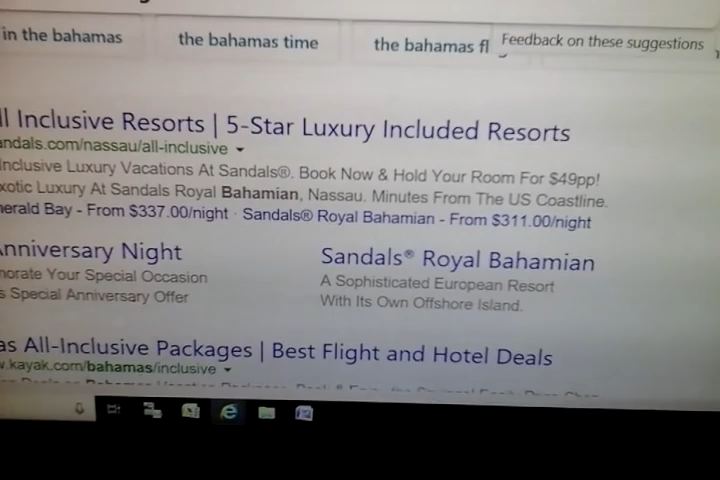 in the bahamas
the bahamas time
the bahamas fl
Feedback on these suggestions
ll Inclusive Resorts | 5-Star Luxury Included Resorts
andals.com/nassau/all-inclusive
Inclusive Luxury Vacations At Sandals®. Book Now & Hold Your Room For $49pp!
xotic Luxury At Sandals Royal Bahamian, Nassau. Minutes From The US Coastline.
nerald Bay - From $337.00/night · Sandals® Royal Bahamian - From $311.00/night
Anniversary Night
norate Your Special Occasion
s Special Anniversary Offer
Sandals® Royal Bahamian
A Sophisticated European Resort
With Its Own Offshore Island.
as All-Inclusive Packages | Best Flight and Hotel Deals
w.kayak.com/bahamas/inclusive